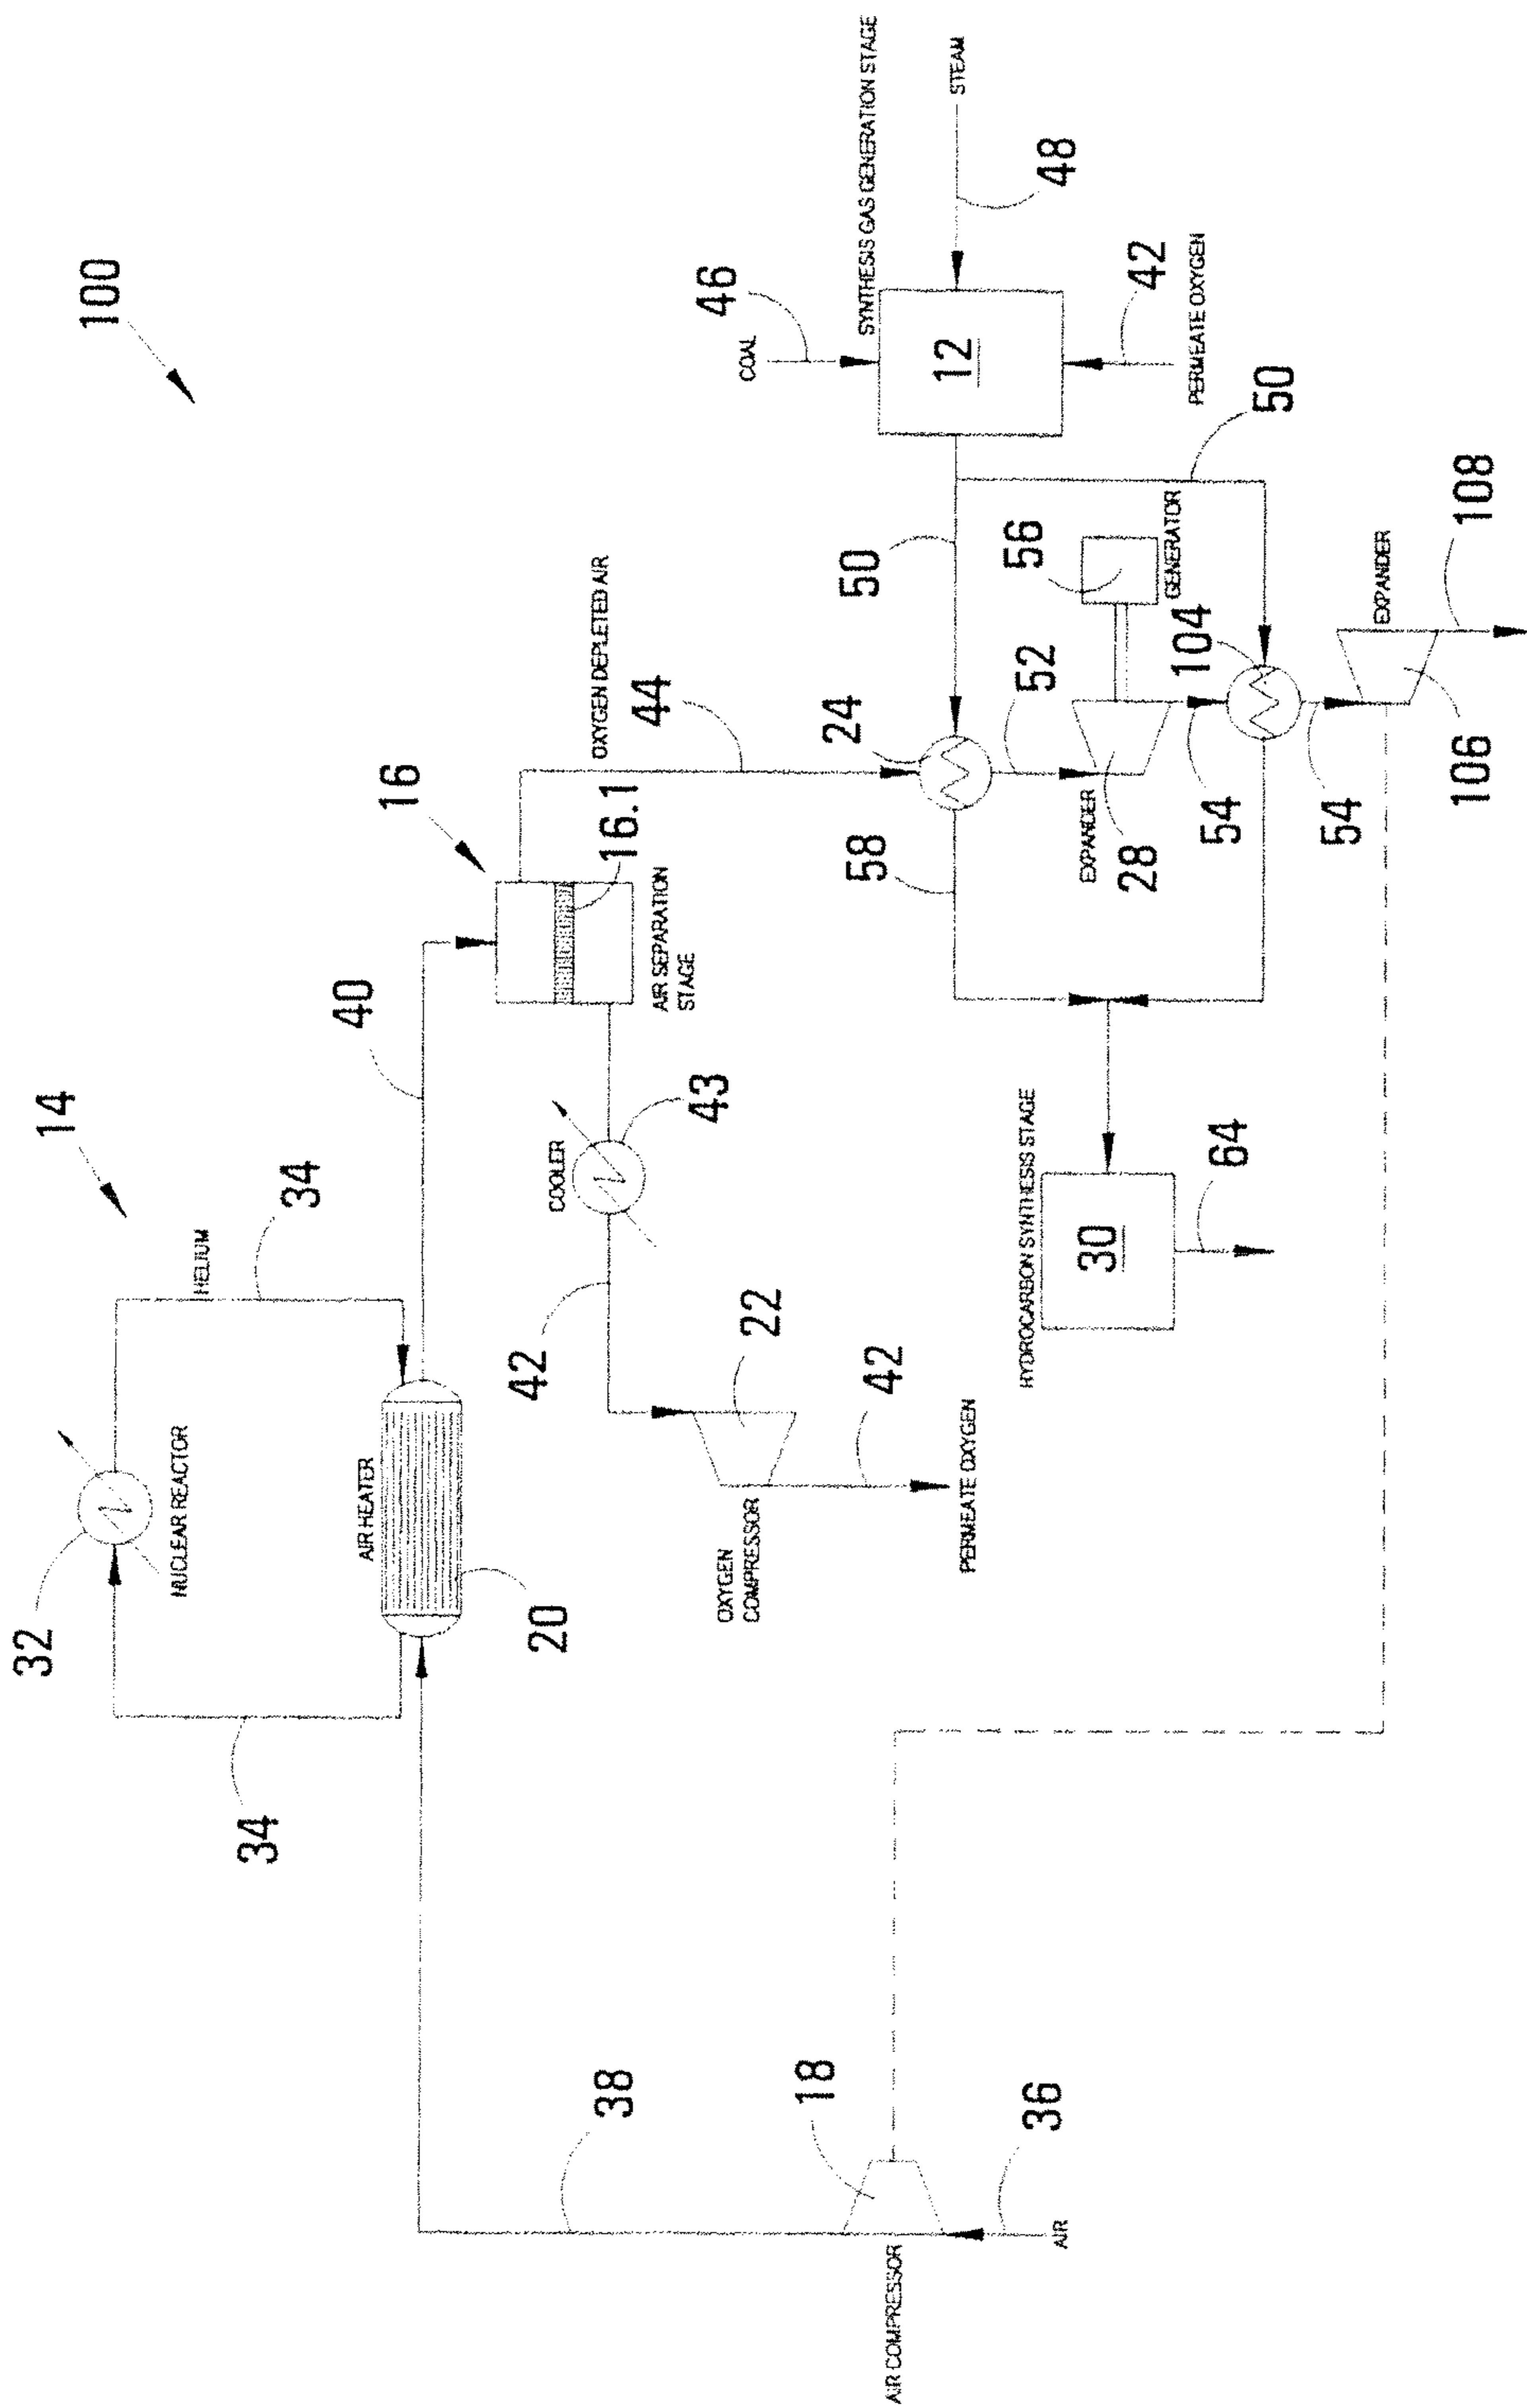 100
14
32
NUCLEAR REACTOR
34
HELIUM
34
AIR HEATER
20
40
16
16.1
AIR SEPARATION
STAGE
OXYGEN DEPLETED AIR
44
COOLER
43
42
22
OXYGEN
COMPRESSOR
42
PERMEATE OXYGEN
38
18
AIR COMPRESSOR
36
AIR
46
COAL
SYNTHESIS GAS GENERATION STAGE
12
STEAM
48
42
PERMEATE OXYGEN
50
50
24
52
58
EXPANDER
28
56
GENERATOR
54
104
54
EXPANDER
106
108
HYDROCARBON SYNTHESIS STAGE
30
64